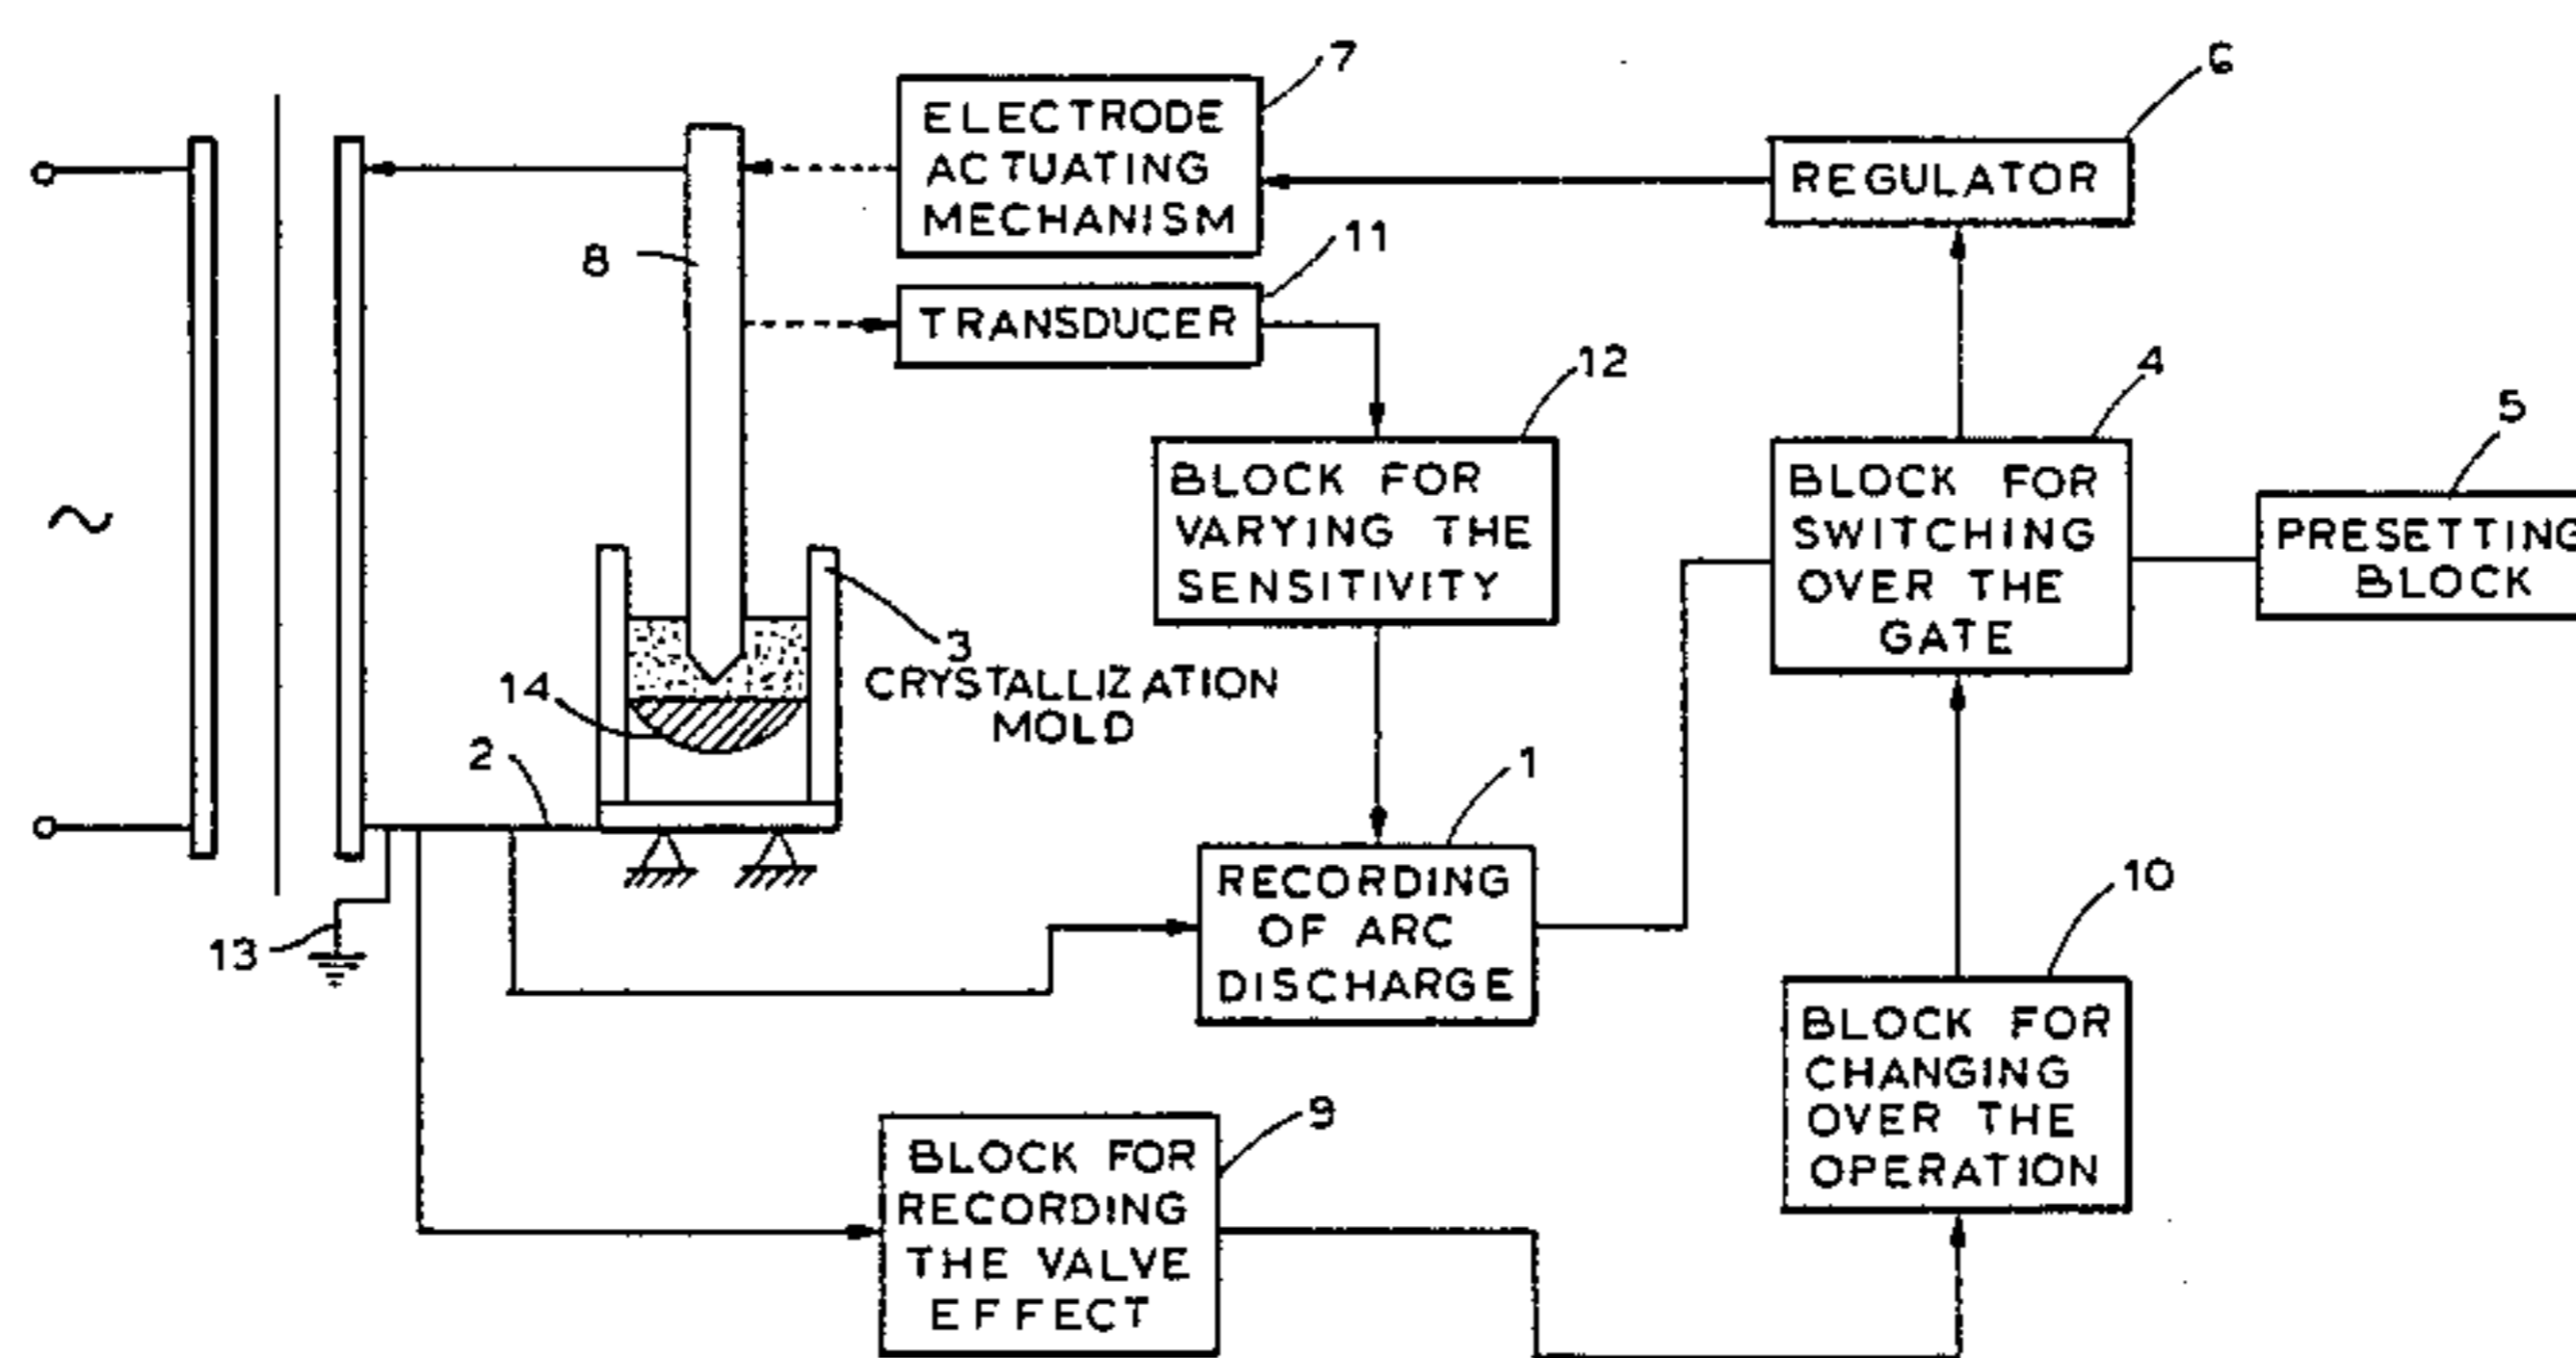 7
6
ELECTRODE
ACTUATING
MECHANISM
REGULATOR
8
11
TRANSDUCER
12
4
5
BLOCK FOR
VARYING THE
SENSITIVITY
BLOCK FOR
SWITCHING
OVER THE
GATE
PRESETTING
BLOCK
~
3
CRYSTALLIZATION
MOLD
14
2
1
RECORDING
OF ARC
DISCHARGE
10
13
BLOCK FOR
CHANGING
OVER THE
OPERATION
9
BLOCK FOR
RECORDING
THE VALVE
EFFECT